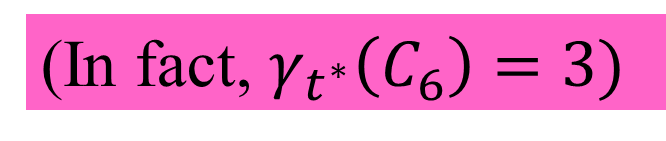 (In fact, γ_{t*}(C_6) = 3)